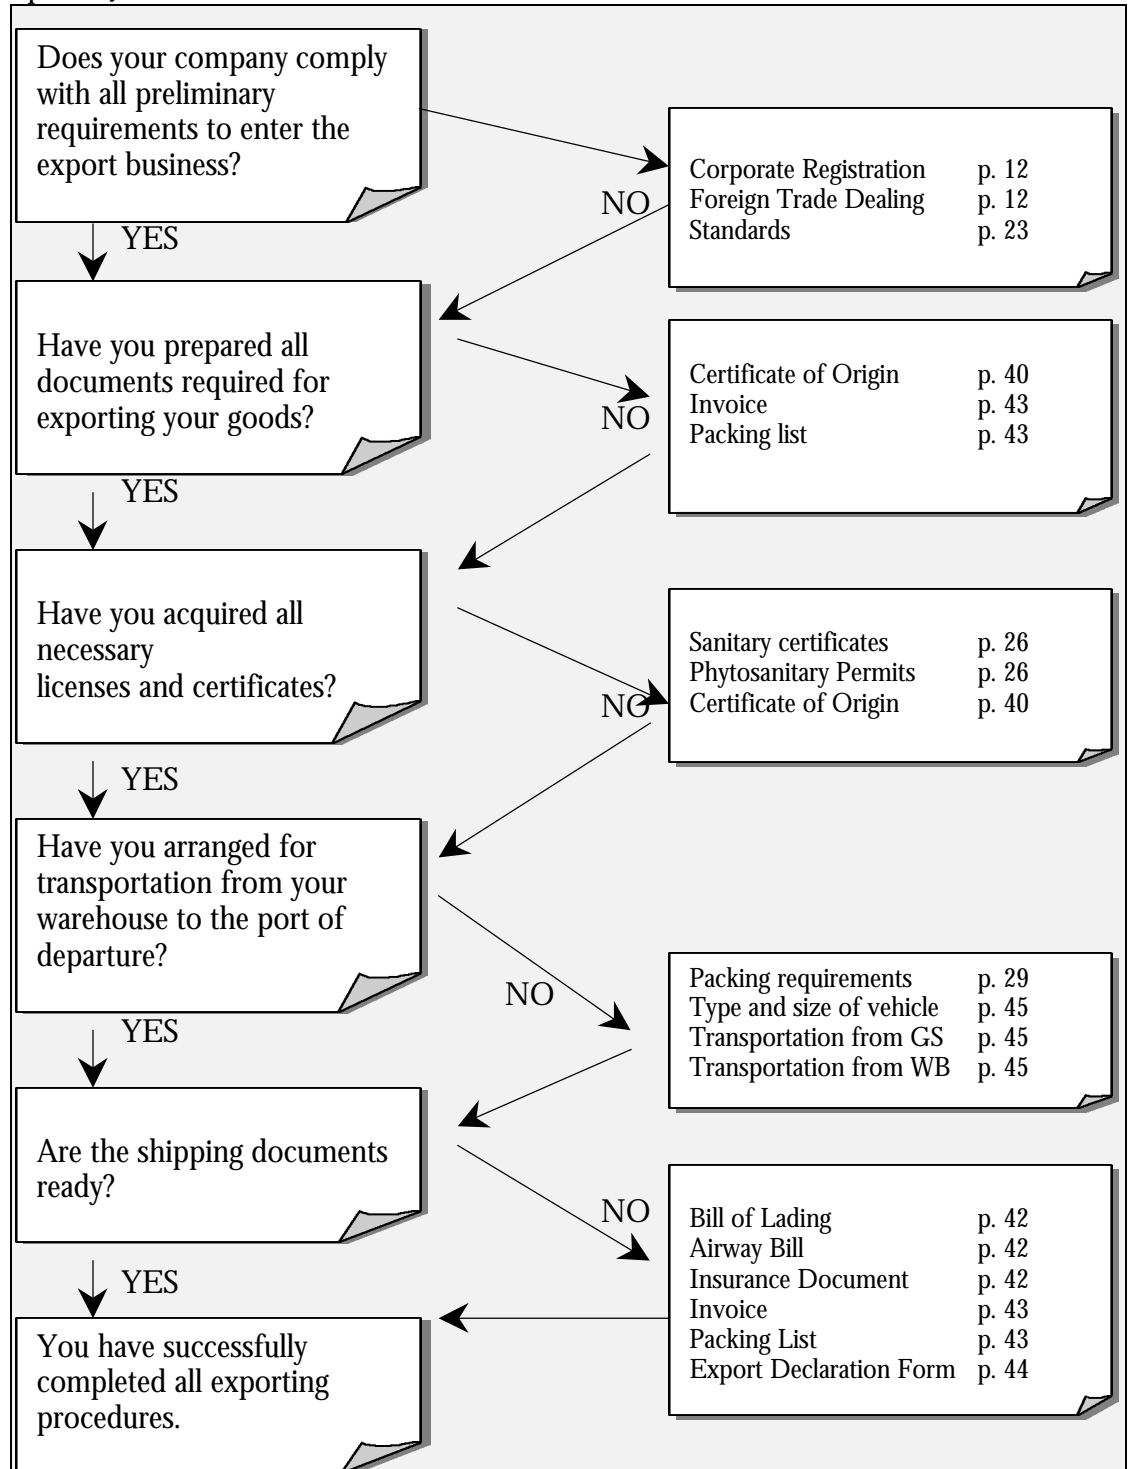 Does your company comply
with all preliminary
requirements to enter the
export business?
Corporate Registration p. 12
Foreign Trade Dealing p. 12
Standards p. 23
NO
YES
Have you prepared all
documents required for
exporting your goods?
Certificate of Origin p. 40
Invoice p. 43
Packing list p. 43
NO
YES
Have you acquired all
necessary
licenses and certificates?
Sanitary certificates p. 26
Phytosanitary Permits p. 26
Certificate of Origin p. 40
NO
YES
Have you arranged for
transportation from your
warehouse to the port of
departure?
Packing requirements p. 29
Type and size of vehicle p. 45
Transportation from GS p. 45
Transportation from WB p. 45
NO
YES
Are the shipping documents
ready?
NO
Bill of Lading p. 42
Airway Bill p. 42
Insurance Document p. 42
Invoice p. 43
Packing List p. 43
Export Declaration Form p. 44
YES
You have successfully
completed all exporting
procedures.